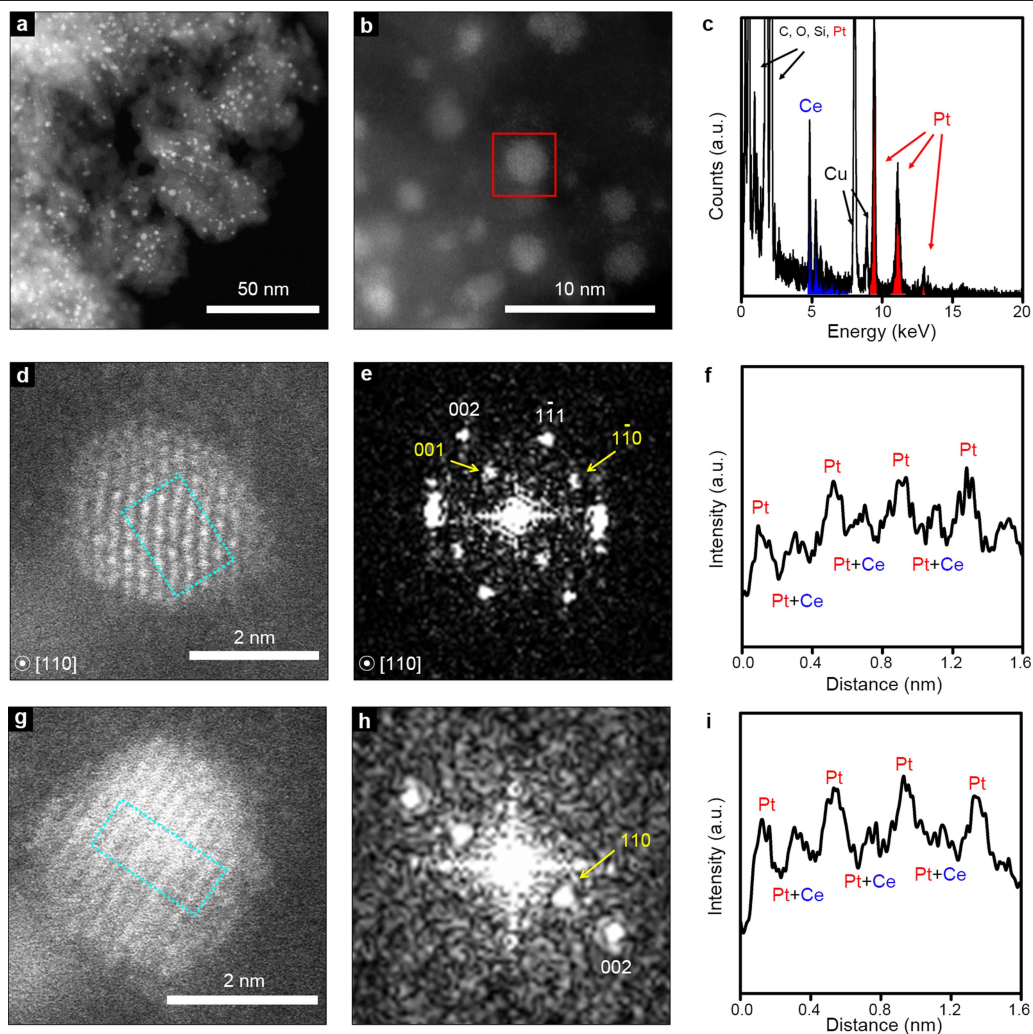 a
50 nm
b
10 nm
c
C, O, Si, Pt
Ce
Pt
Cu
Counts (a.u.)
0 5 10 15 20
Energy (keV)
d
2 nm
[110]
e
002
11̄1
001
11̄0
[110]
f
Pt
Pt
Pt
Pt
Pt+Ce
Pt+Ce
Pt+Ce
Intensity (a.u.)
0.0 0.4 0.8 1.2 1.6
Distance (nm)
g
2 nm
h
110
002
i
Pt
Pt
Pt
Pt
Pt+Ce
Pt+Ce
Pt+Ce
Intensity (a.u.)
0.0 0.4 0.8 1.2 1.6
Distance (nm)